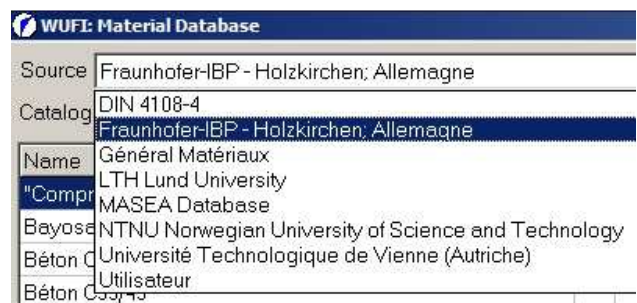 WUFI: Material Database
Source Fraunhofer-IBP - Holzkirchen; Allemagne
Catalog
DIN 4108-4
Fraunhofer-IBP - Holzkirchen; Allemagne
Name
Général Matériaux
LTH Lund University
"Compr
MASEA Database
Bayosa
NTNU Norwegian University of Science and Technology
Béton C
Université Technologique de Vienne (Autriche)
Utilisateur
Béton